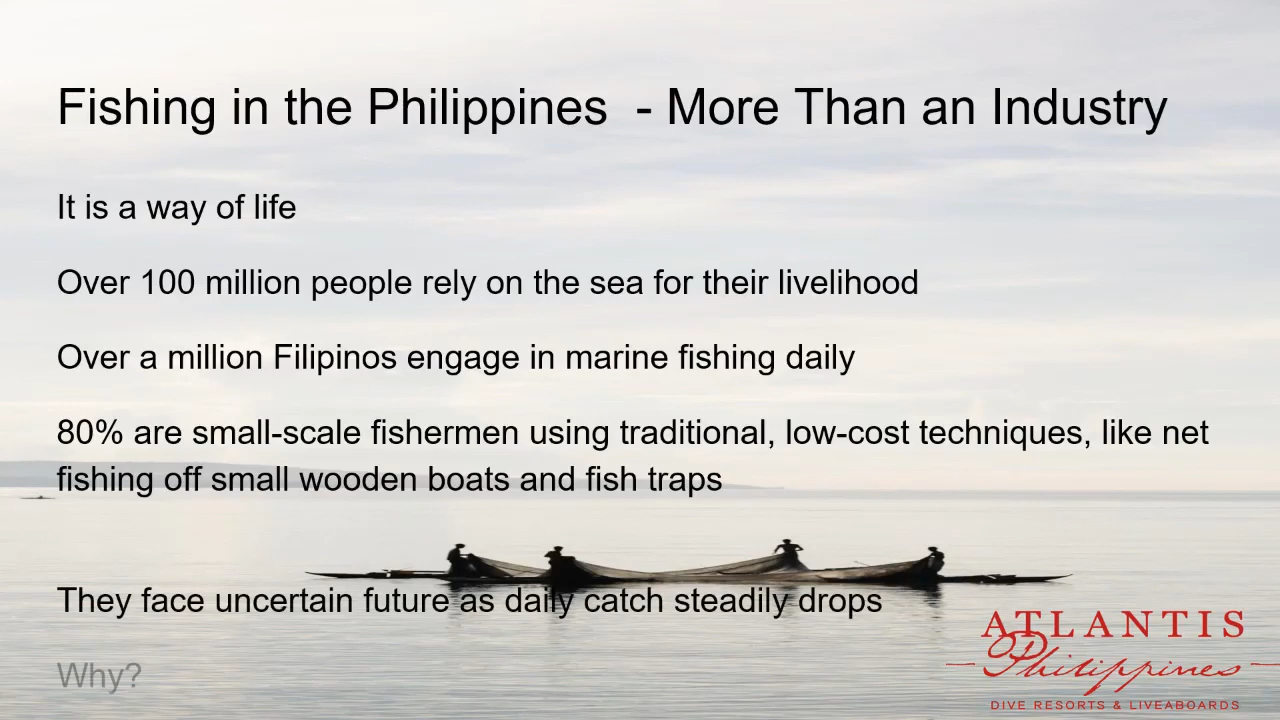 Fishing in the Philippines  - More Than an Industry
It is a way of life
Over 100 million people rely on the sea for their livelihood
Over a million Filipinos engage in marine fishing daily
80% are small-scale fishermen using traditional, low-cost techniques, like net
fishing off small wooden boats and fish traps
They face uncertain future as daily catch steadily drops
Why?
ATLANTIS
Philippines
DIVE RESORTS & LIVEABOARDS